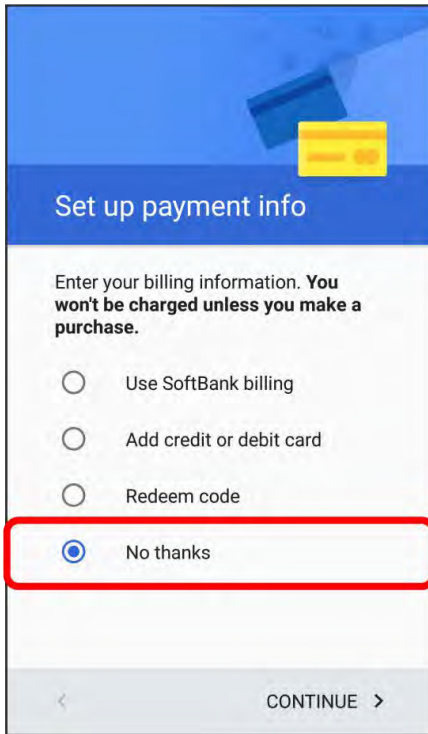 Set up payment info
Enter your billing information. You
won't be charged unless you make a
purchase.
Use SoftBank billing
Add credit or debit card
Redeem code
No thanks
CONTINUE